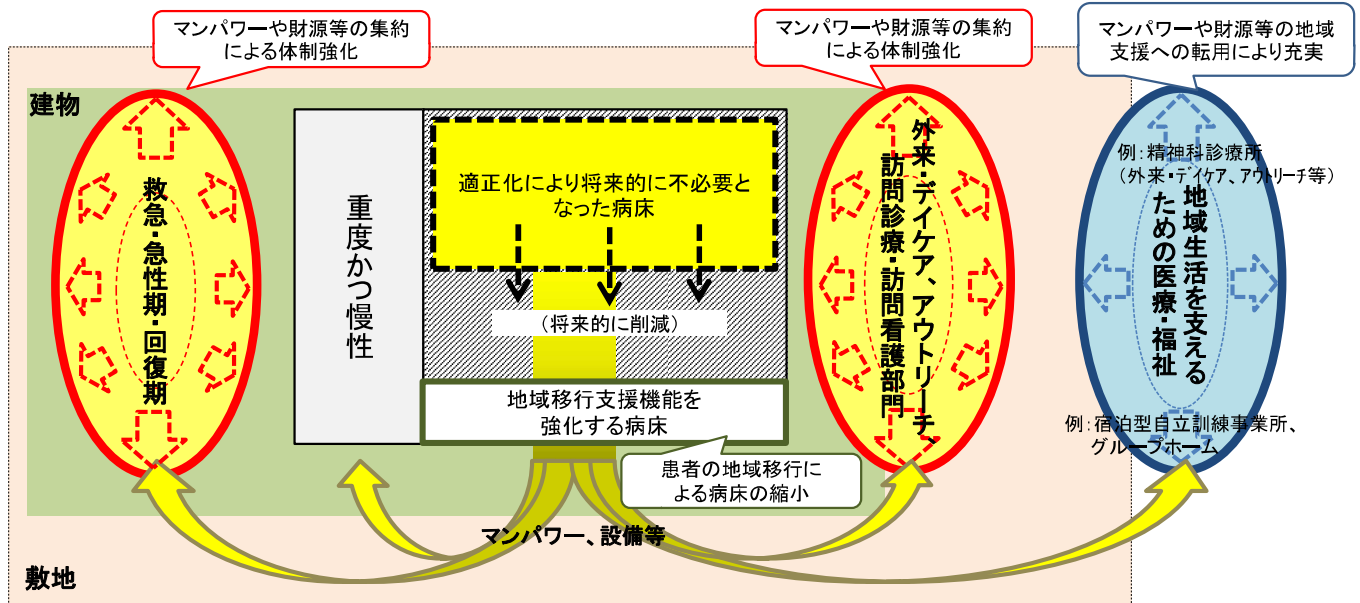 マンパワーや財源等の集約
による体制強化
マンパワーや財源等の集約
による体制強化
マンパワーや財源等の地域
支援への転用により充実
建物
救急・急性期・回復期
重度かつ慢性
適正化により将来的に不必要と
なった病床
(将来的に削減)
地域移行支援機能を
強化する病床
患者の地域移行に
よる病床の縮小
外来・デイケア、アウトリーチ、
訪問診療・訪問看護部門
例:精神科診療所
(外来・デイケア、アウトリーチ等)
地域生活を支える
ための医療・福祉
例:宿泊型自立訓練事業所、
グループホーム
マンパワー、設備等
敷地